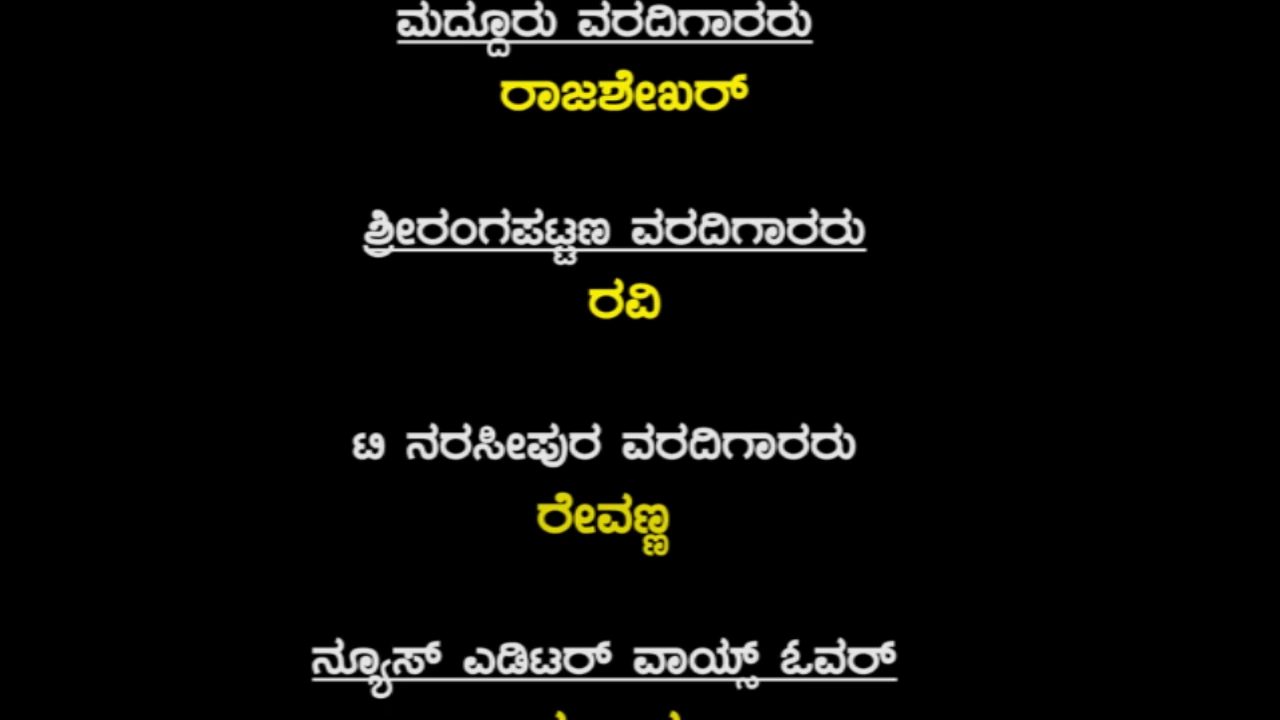 ಮದ್ದೂರು ವರದಿಗಾರರು
ರಾಜಶೇಖರ್
ಶ್ರೀರಂಗಪಟ್ಟಣ ವರದಿಗಾರರು
ರವಿ
ಟಿ ನರಸೀಪುರ ವರದಿಗಾರರು
ರೇವಣ್ಣ
ನ್ಯೂಸ್ ಎಡಿಟರ್ ವಾಯ್ಸ್ ಓವರ್